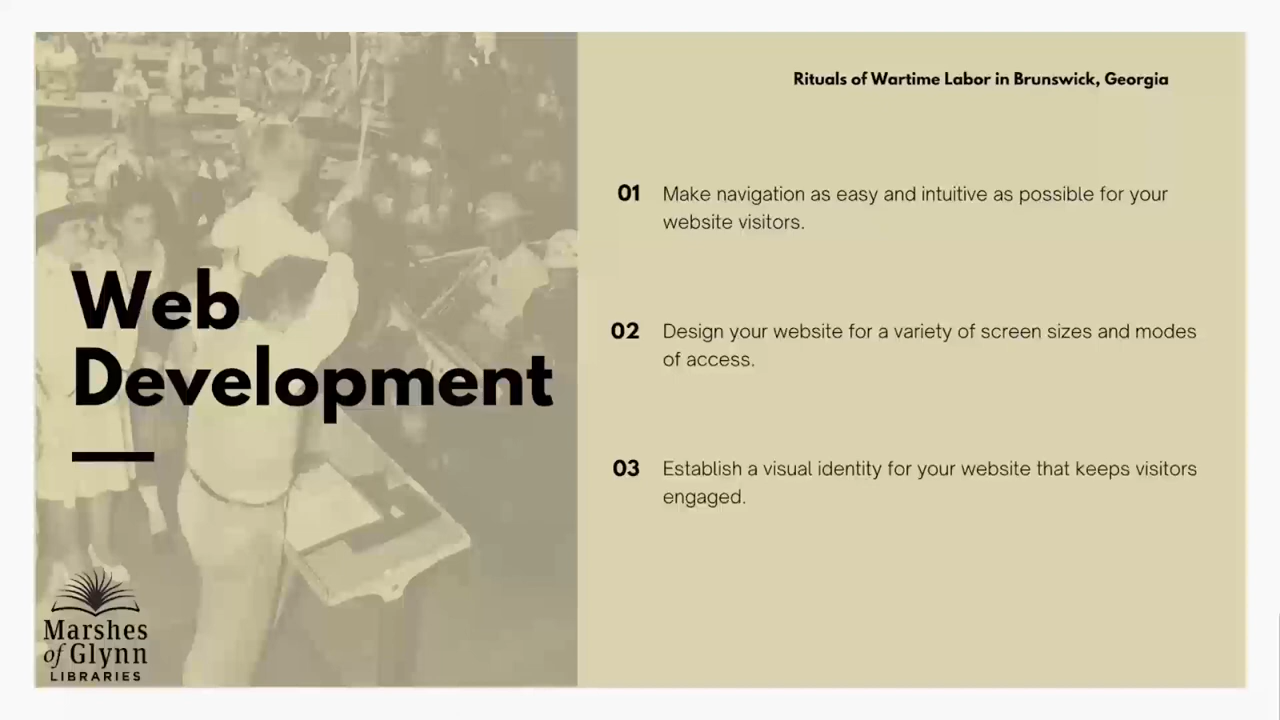 Rituals of Wartime Labor in Brunswick, Georgia
Web
Development
01 Make navigation as easy and intuitive as possible for your
website visitors.
02 Design your website for a variety of screen sizes and modes
of access.
03 Establish a visual identity for your website that keeps visitors
engaged.
Marshes
of Glynn
LIBRARIES